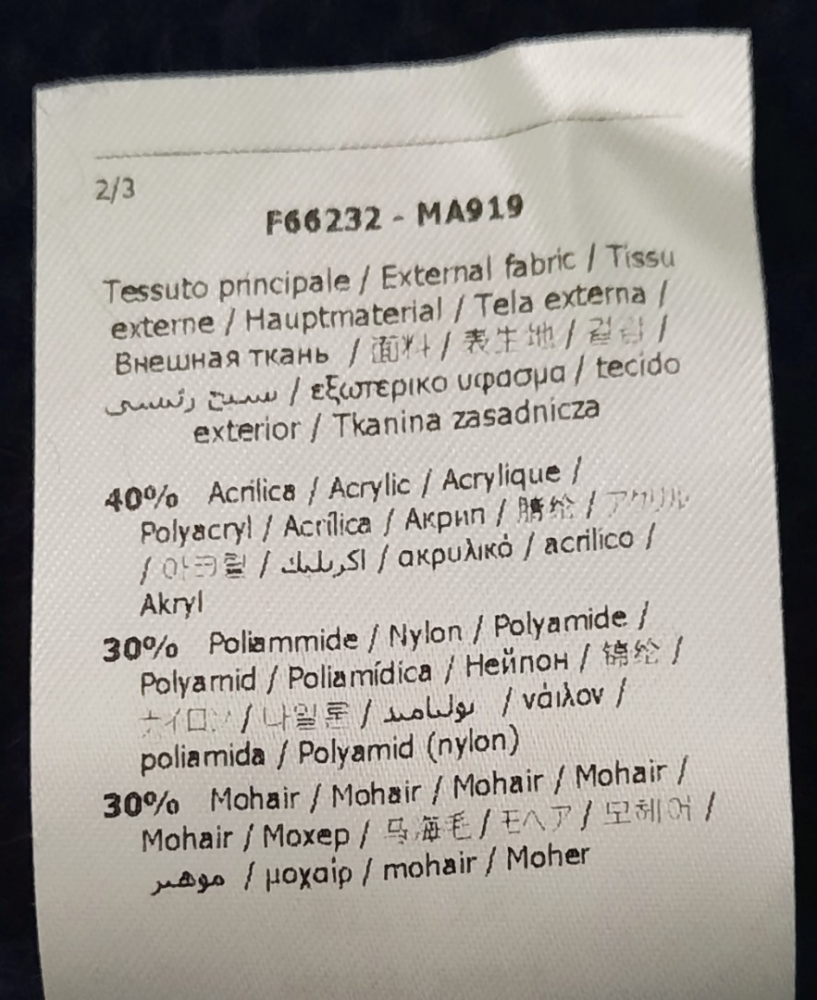 2/3
F66232 - MA919
Tessuto principale / External fabric / Tissu
externe / Hauptmaterial / Tela externa /
Внешная ткань / 面料 / 表生地 / 겉감 /
نسيج رئيسي / εξωτερικο υφρασμα / tecido
exterior / Tkanina zasadnicza
40% Acrilica / Acrylic / Acrylique /
Polyacryl / Acrílica / Акрил / 腈纶 / アクリル
/ 아크릴 / اكريليك / ακρυλικό / acrilico /
Akryl
30% Poliammide / Nylon / Polyamide /
Polyamid / Poliamídica / Нейлон / 锦纶 /
ナイロン / 나일론 / بولياميد / νάιλον /
poliamida / Polyamid (nylon)
30% Mohair / Mohair / Mohair / Mohair /
Mohair / Мохер / 马海毛 / モヘア / 모헤어 /
موهير / μοχαίρ / mohair / Moher